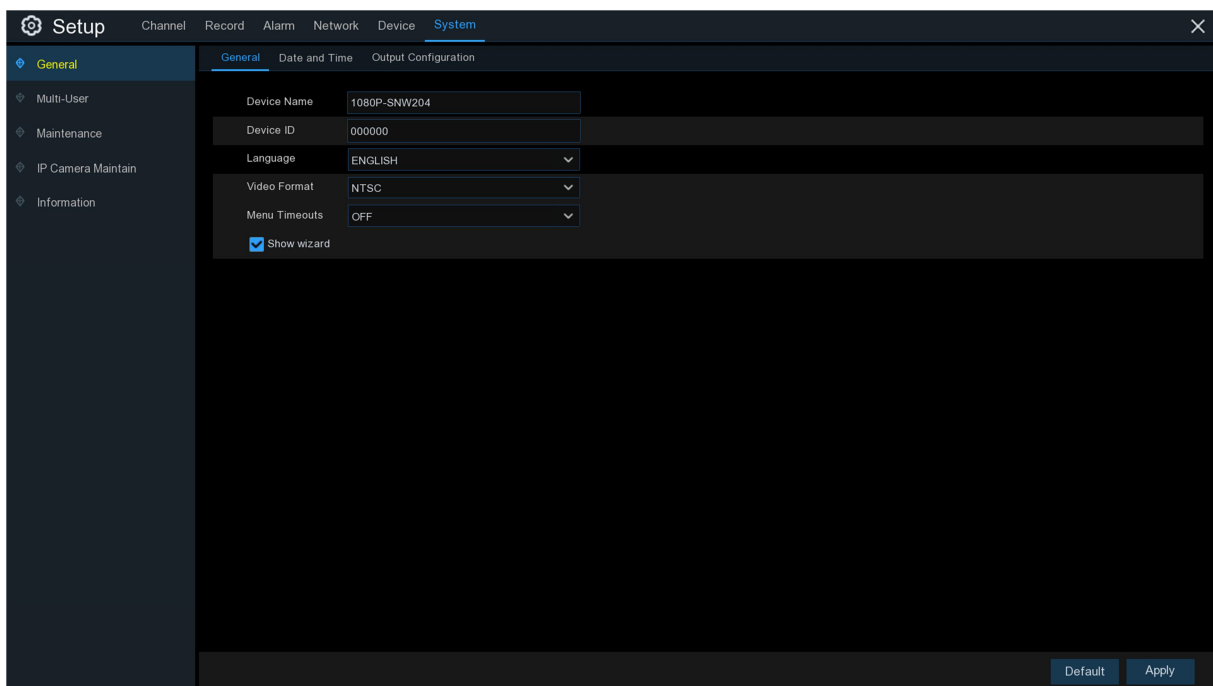 Setup Channel Record Alarm Network Device System
General
Multi-User
Maintenance
IP Camera Maintain
Information
General Date and Time Output Configuration
Device Name 1080P-SNW204
Device ID 000000
Language ENGLISH
Video Format NTSC
Menu Timeouts OFF
Show wizard
Default Apply